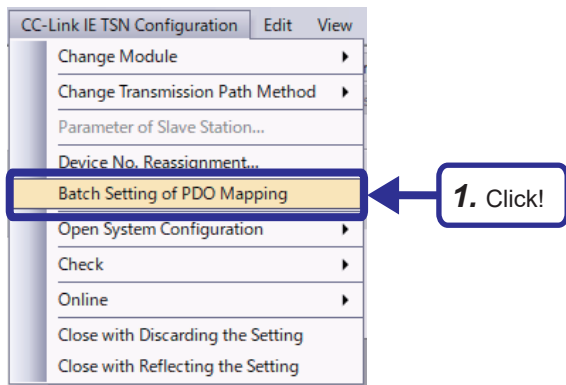 CC-Link IE TSN Configuration Edit View
Change Module
Change Transmission Path Method
Parameter of Slave Station...
Device No. Reassignment...
Batch Setting of PDO Mapping
1. Click!
Open System Configuration
Check
Online
Close with Discarding the Setting
Close with Reflecting the Setting